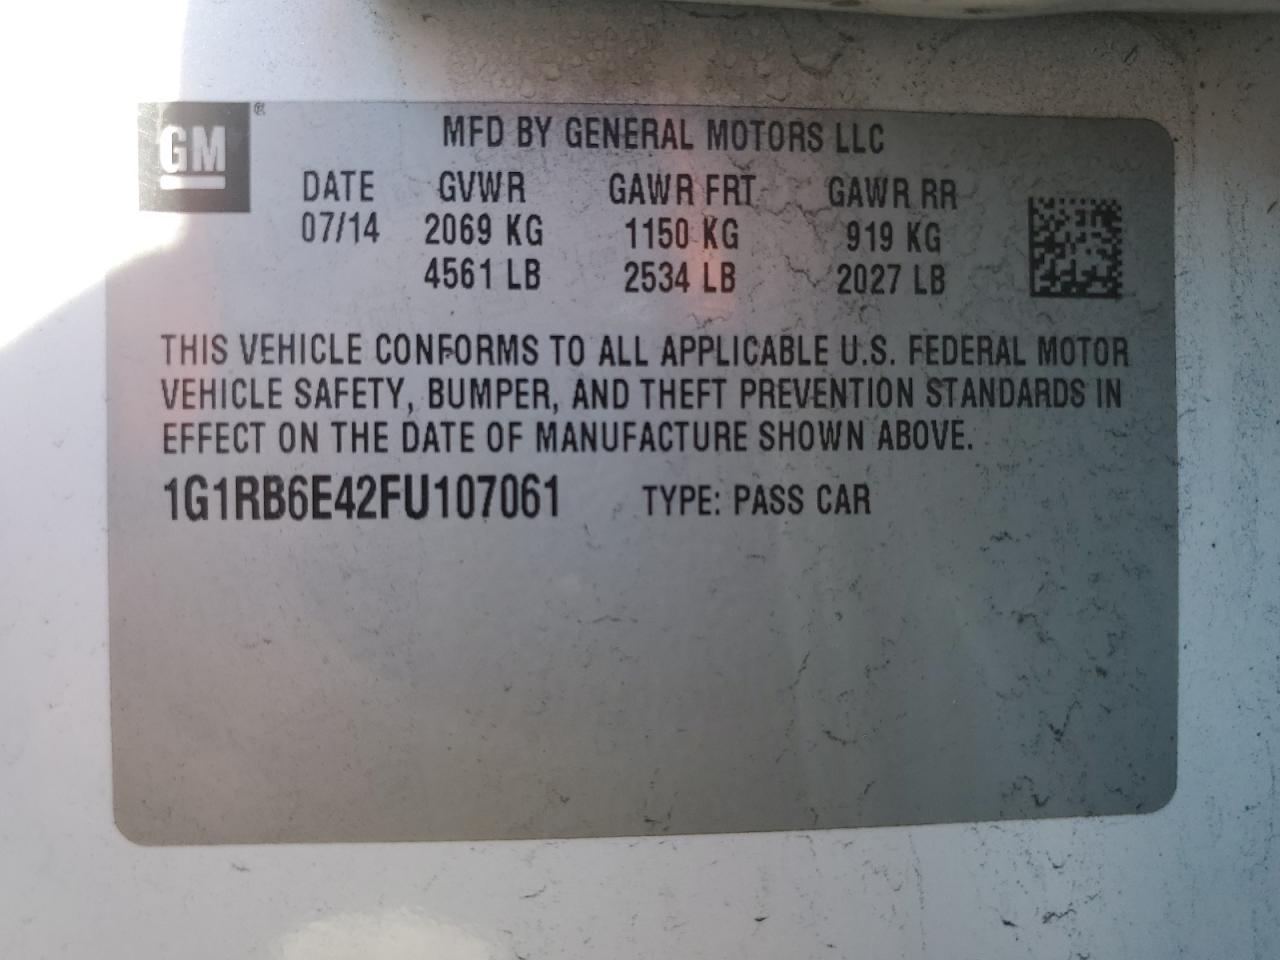 GM ®
MFD BY GENERAL MOTORS LLC
DATE GVWR GAWR FRT GAWR RR
07/14 2069 KG 1150 KG 919 KG
4561 LB 2534 LB 2027 LB
THIS VEHICLE CONFORMS TO ALL APPLICABLE U.S. FEDERAL MOTOR
VEHICLE SAFETY, BUMPER, AND THEFT PREVENTION STANDARDS IN
EFFECT ON THE DATE OF MANUFACTURE SHOWN ABOVE.
1G1RB6E42FU107061 TYPE: PASS CAR